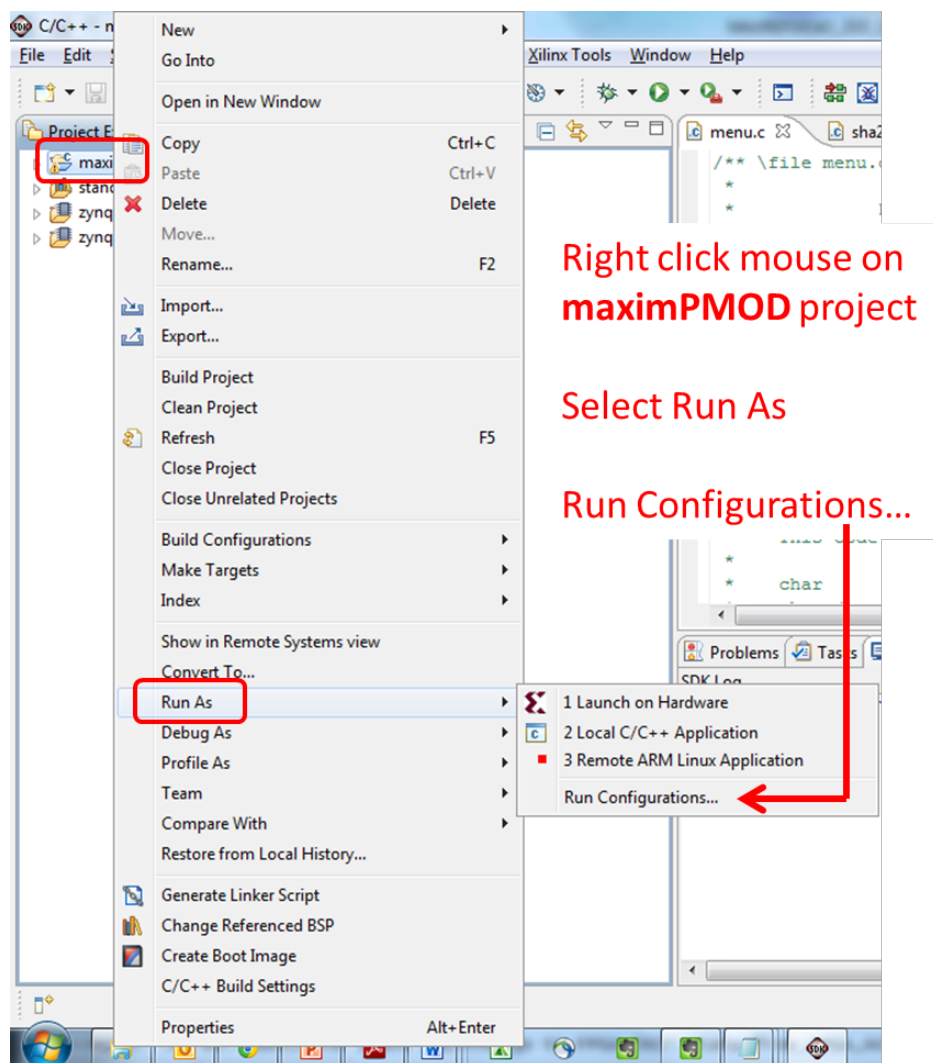 C/C++ - n
File Edit Xilinx Tools Window Help
Project E
maxi
stand
zynq
zynq
New
Go Into
Open in New Window
Copy Ctrl+C
Paste Ctrl+V
Delete Delete
Move...
Rename... F2
Import...
Export...
Build Project
Clean Project
Refresh F5
Close Project
Close Unrelated Projects
Build Configurations
Make Targets
Index
Show in Remote Systems view
Convert To...
Run As
Debug As
Profile As
Team
Compare With
Restore from Local History...
Generate Linker Script
Change Referenced BSP
Create Boot Image
C/C++ Build Settings
Properties Alt+Enter
menu.c sha2
/** \file menu.c
*
*
Right click mouse on
maximPMOD project
Select Run As
Run Configurations...
This code
*
* char
Problems Tasks
SDK Log
1 Launch on Hardware
2 Local C/C++ Application
3 Remote ARM Linux Application
Run Configurations...